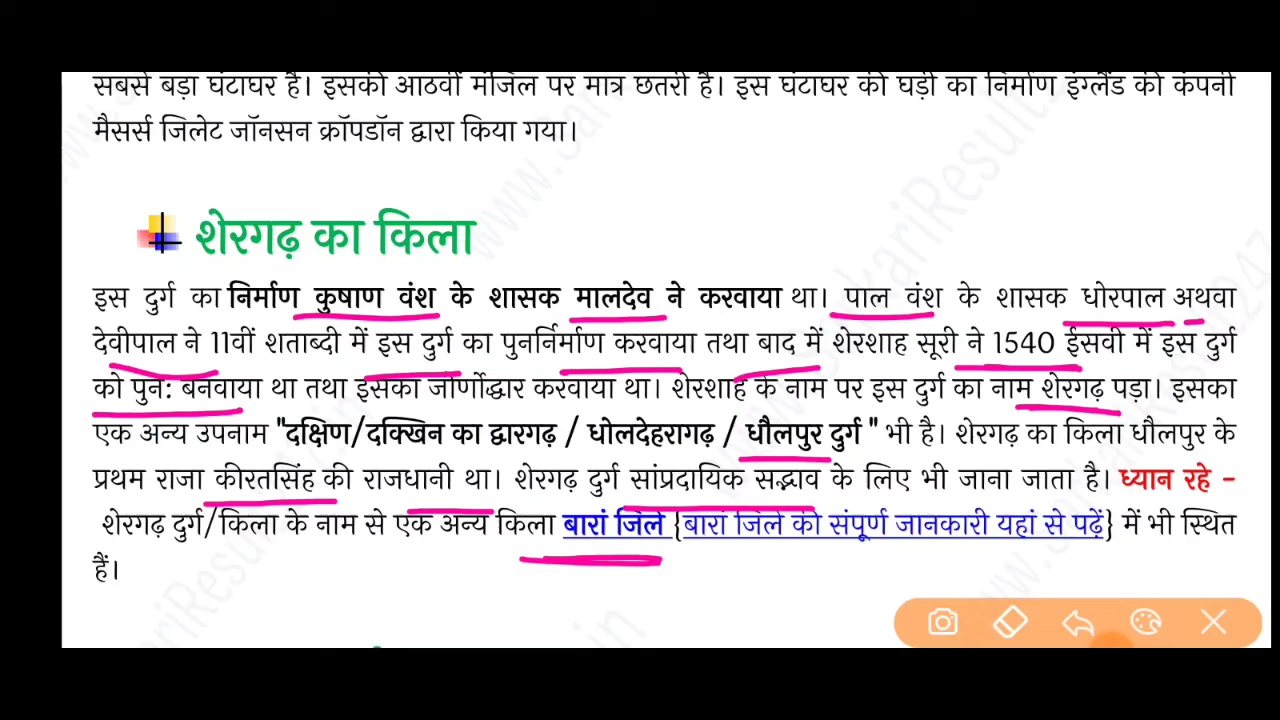 सबसे बड़ा घंटाघर है। इसकी आठवीं मंजिल पर मात्र छतरी है। इस घंटाघर की घड़ी का निर्माण इंग्लैंड की कंपनी
मैसर्स जिलेट जॉनसन क्रॉपडॉन द्वारा किया गया।
शेरगढ़ का किला
इस दुर्ग का निर्माण कुषाण वंश के शासक मालदेव ने करवाया था। पाल वंश के शासक धोरपाल अथवा
देवीपाल ने 11वीं शताब्दी में इस दुर्ग का पुनर्निर्माण करवाया तथा बाद में शेरशाह सूरी ने 1540 ईसवी में इस दुर्ग
को पुन: बनवाया था तथा इसका जीर्णोद्धार करवाया था। शेरशाह के नाम पर इस दुर्ग का नाम शेरगढ़ पड़ा। इसका
एक अन्य उपनाम "दक्षिण/दक्खिन का द्वारगढ़ / धोलदेहरागढ़ / धौलपुर दुर्ग " भी है। शेरगढ़ का किला धौलपुर के
प्रथम राजा कीरतसिंह की राजधानी था। शेरगढ़ दुर्ग सांप्रदायिक सद्भाव के लिए भी जाना जाता है। ध्यान रहे -
शेरगढ़ दुर्ग/किला के नाम से एक अन्य किला बारां जिले {बारां जिले की संपूर्ण जानकारी यहां से पढ़ें} में भी स्थित
हैं।